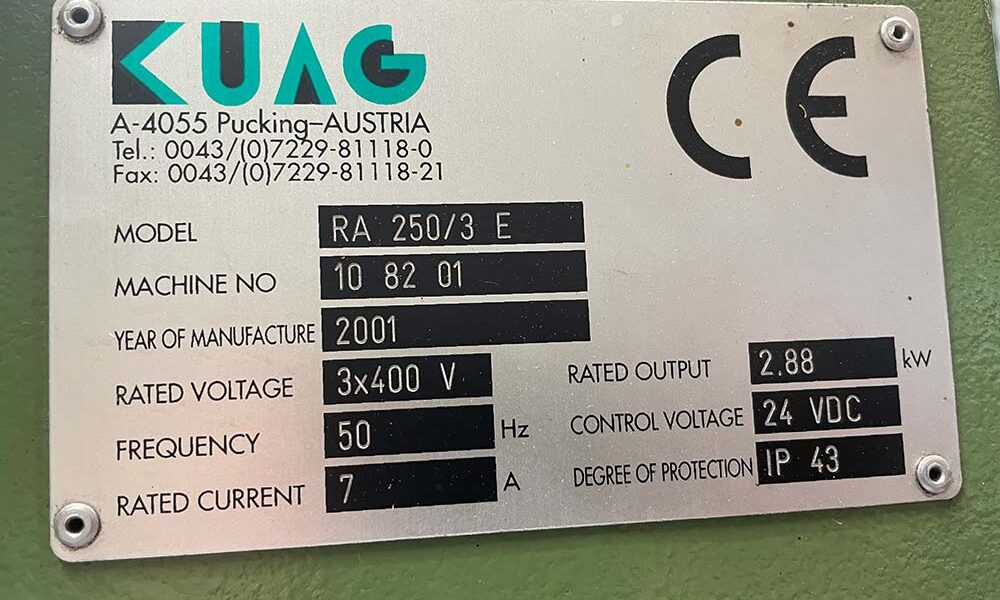 KUAG
CE
A-4055 Pucking–AUSTRIA
Tel.: 0043/(0)7229-81118-0
Fax: 0043/(0)7229-81118-21
MODEL RA 250/3 E
MACHINE NO 10 82 01
YEAR OF MANUFACTURE 2001
RATED VOLTAGE 3x400 V RATED OUTPUT 2.88 kW
FREQUENCY 50 Hz CONTROL VOLTAGE 24 VDC
RATED CURRENT 7 A DEGREE OF PROTECTION IP 43